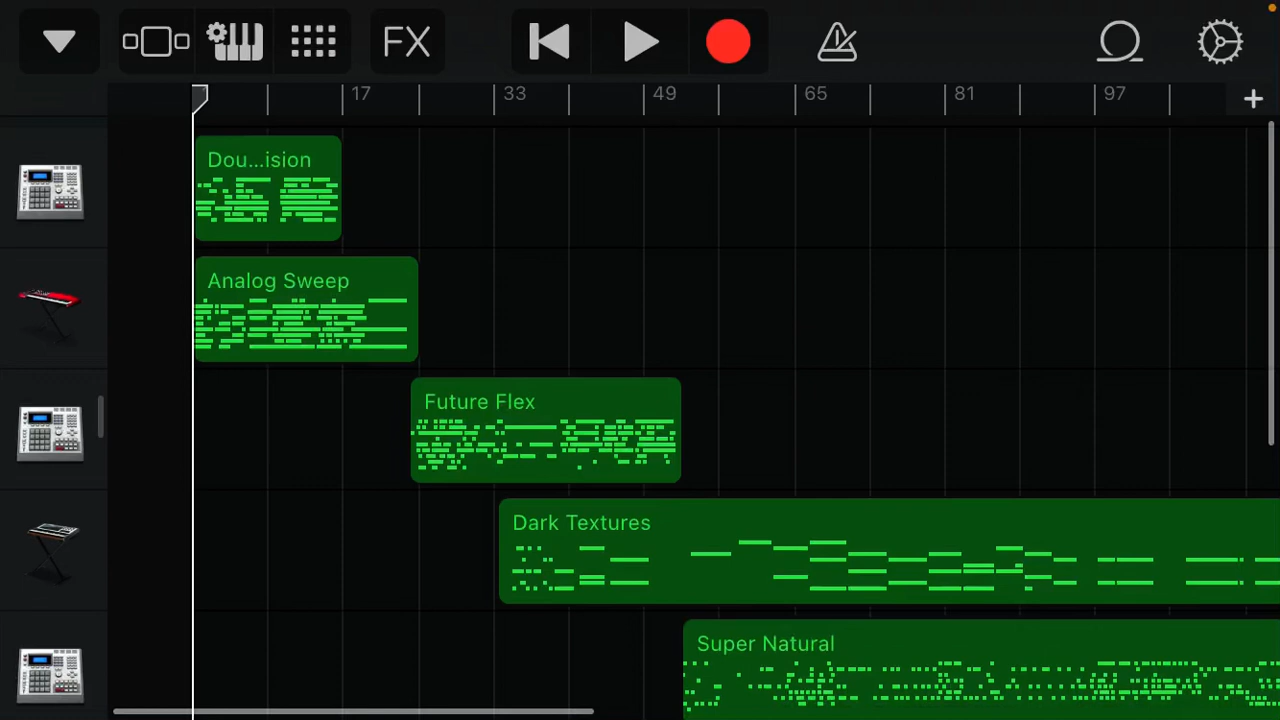 FX
17 33 49 65 81 97
Dou...ision
Analog Sweep
Future Flex
Dark Textures
Super Natural